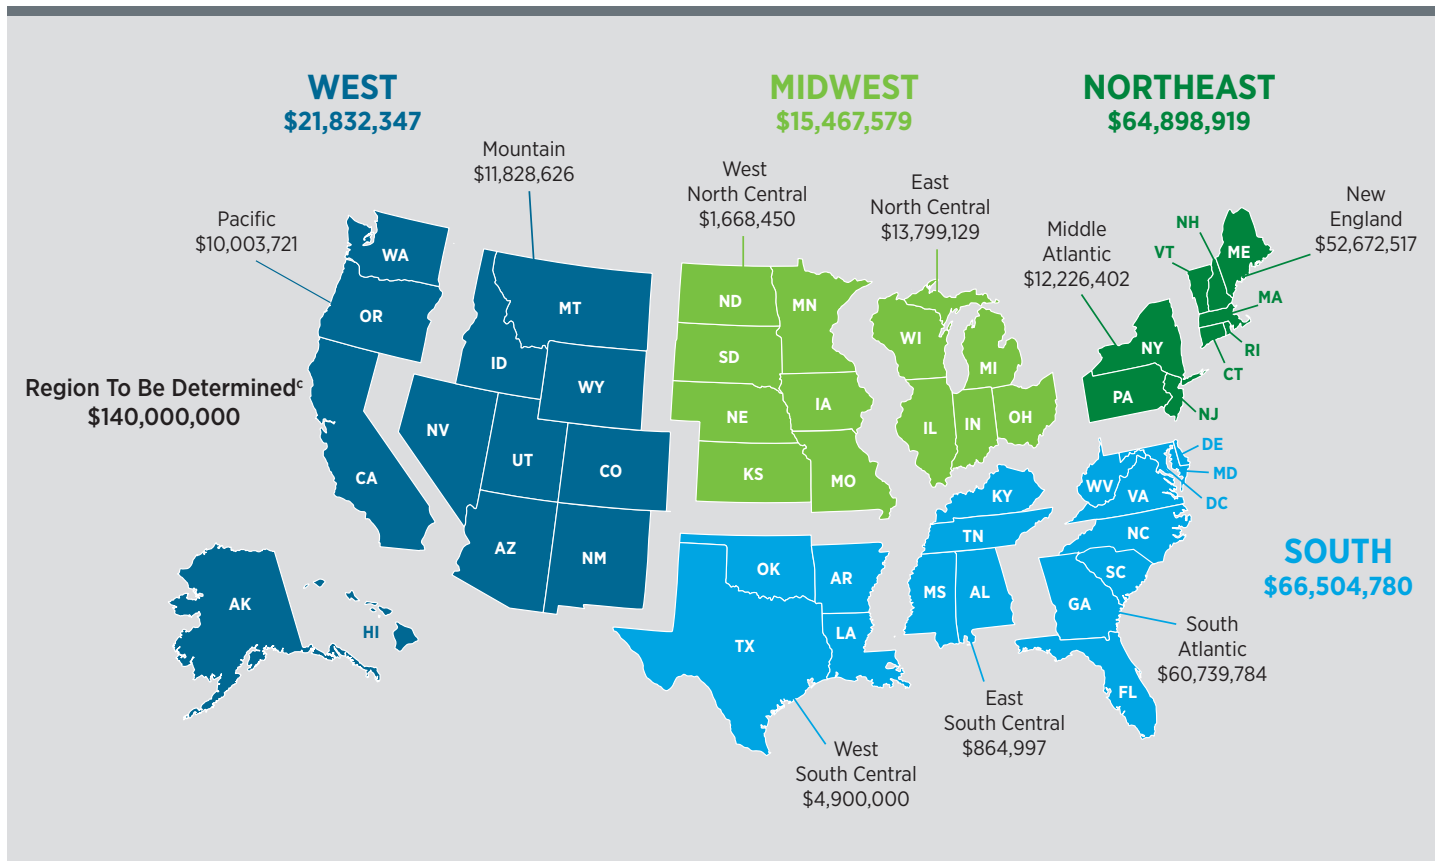 WEST
$21,832,347
MIDWEST
$15,467,579
NORTHEAST
$64,898,919
Mountain
$11,828,626
Pacific
$10,003,721
West
North Central
$1,668,450
East
North Central
$13,799,129
Middle
Atlantic
$12,226,402
New
England
$52,672,517
Region To Be Determinedᶜ
$140,000,000
WA
OR
CA
MT
ID
WY
NV
UT
CO
AZ
NM
AK
HI
ND
MN
SD
NE
IA
KS
MO
WI
MI
IL
IN
OH
NH
VT
ME
MA
RI
CT
NY
PA
NJ
DE
MD
DC
WV
VA
KY
TN
NC
SC
GA
FL
MS
AL
OK
AR
TX
LA
SOUTH
$66,504,780
South
Atlantic
$60,739,784
East
South Central
$864,997
West
South Central
$4,900,000